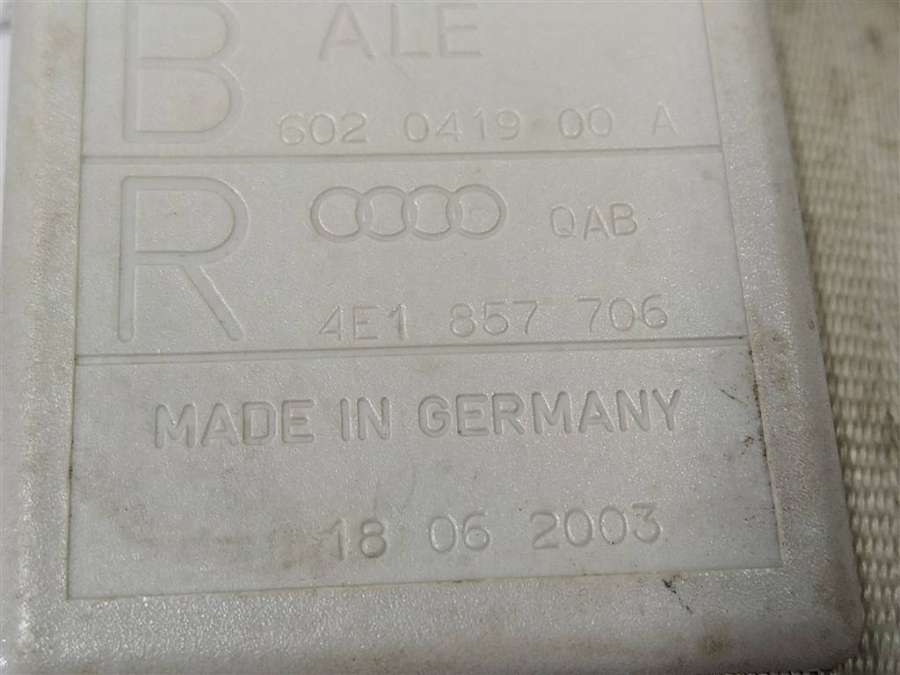 B ALE
602 0419 00 A
R QAB
4E1 857 706
MADE IN GERMANY
18 06 2003